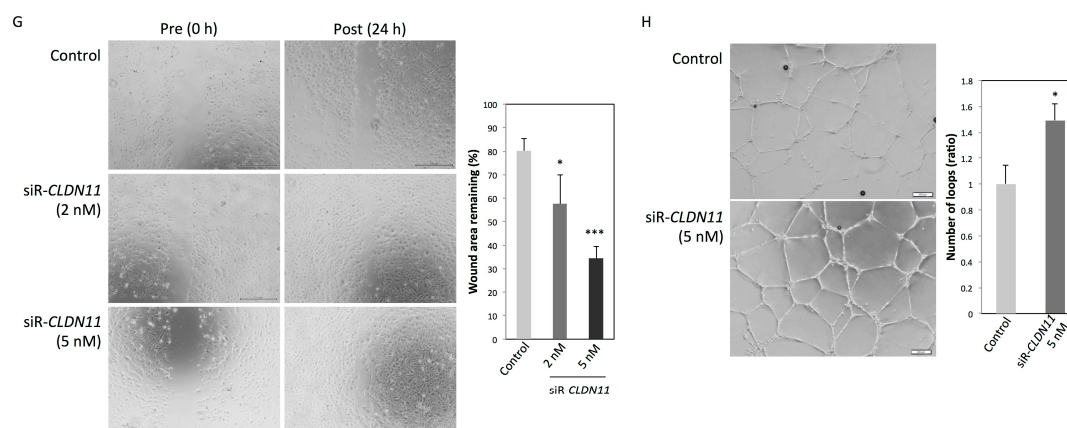 G
Pre (0 h)
Post (24 h)
Control
siR-CLDN11
(2 nM)
siR-CLDN11
(5 nM)
Wound area remaining (%)
100
90
80
70
60
50
40
30
20
10
0
*
***
Control
2 nM
5 nM
siR CLDN11
H
Control
siR-CLDN11
(5 nM)
Number of loops (ratio)
1.8
1.6
1.4
1.2
1
0.8
0.6
0.4
0.2
0
*
Control
siR-CLDN11
5 nM